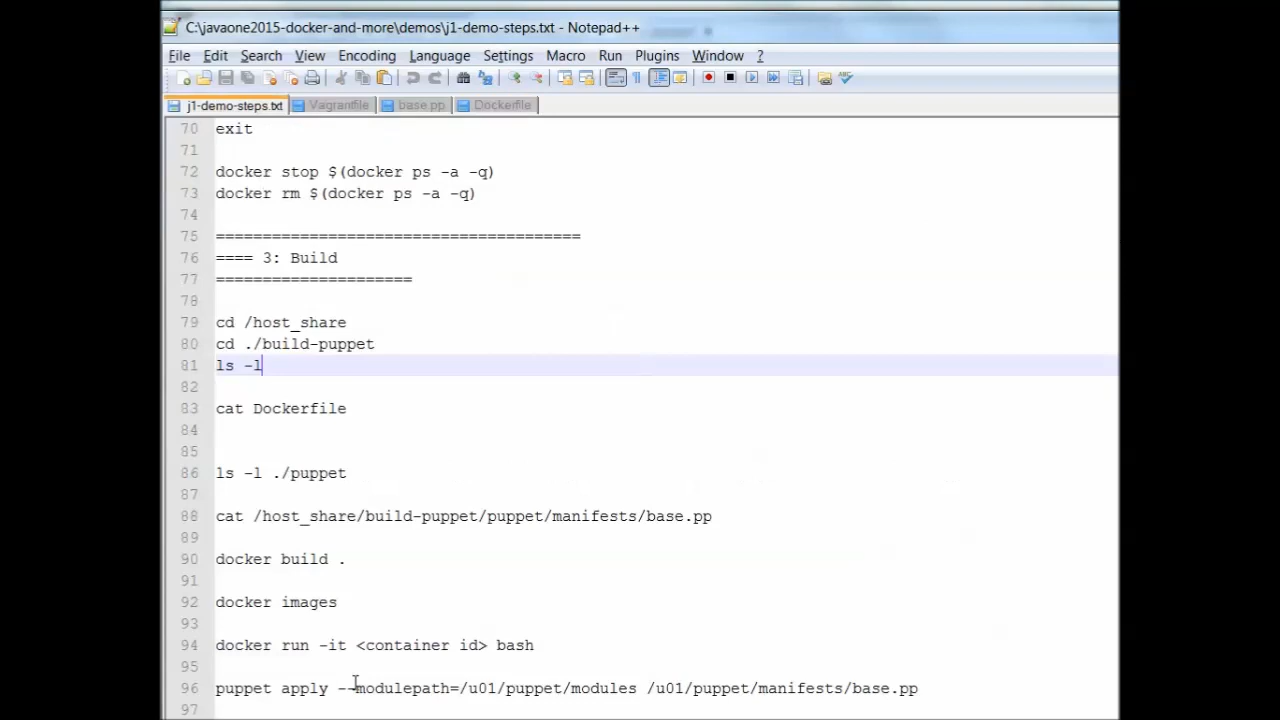 C:\javaone2015-docker-and-more\demos\j1-demo-steps.txt - Notepad++
File Edit Search View Encoding Language Settings Macro Run Plugins Window ?
j1-demo-steps.txt Vagrantfile base.pp Dockerfile
70 exit
71
72 docker stop $(docker ps -a -q)
73 docker rm $(docker ps -a -q)
74
75 =======================================
76 ==== 3: Build
77 =====================
78
79 cd /host_share
80 cd ./build-puppet
81 ls -l
82
83 cat Dockerfile
84
85
86 ls -l ./puppet
87
88 cat /host_share/build-puppet/puppet/manifests/base.pp
89
90 docker build .
91
92 docker images
93
94 docker run -it <container id> bash
95
96 puppet apply --modulepath=/u01/puppet/modules /u01/puppet/manifests/base.pp
97